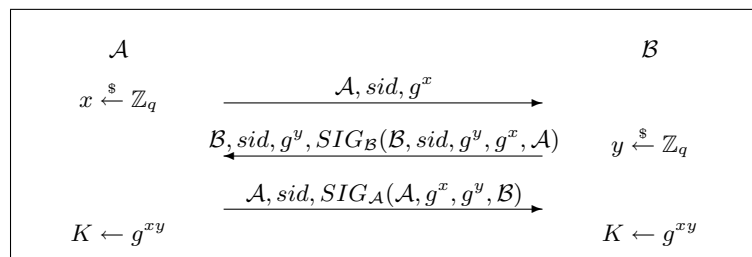 𝒜 ℬ
x ←$ ℤ_q 𝒜, sid, g^x
ℬ, sid, g^y, SIG_ℬ(ℬ, sid, g^y, g^x, 𝒜) y ←$ ℤ_q
𝒜, sid, SIG_𝒜(𝒜, g^x, g^y, ℬ)
K ← g^{xy} K ← g^{xy}